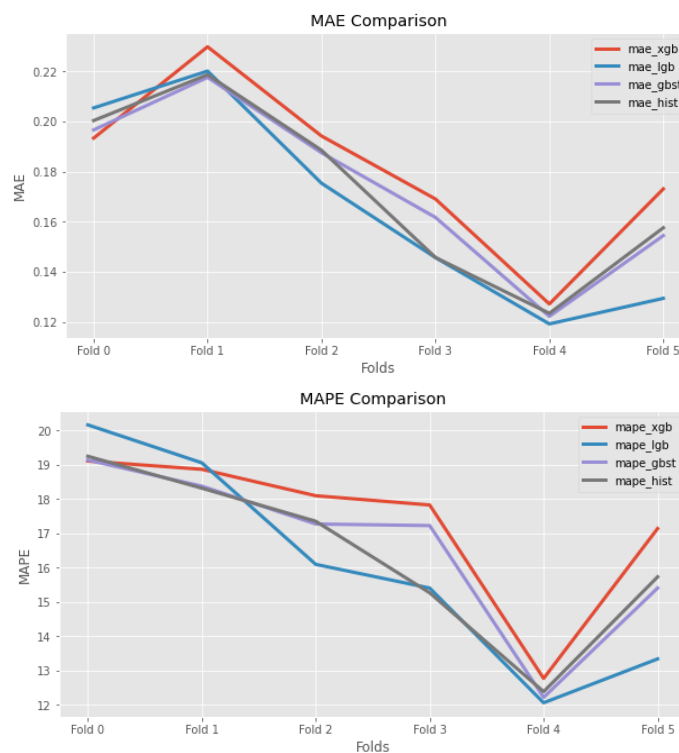 MAE Comparison
mae_xgb
mae_lgb
mae_gbst
mae_hist
0.22
0.20
0.18
0.16
0.14
0.12
MAE
Fold 0 Fold 1 Fold 2 Fold 3 Fold 4 Fold 5
Folds
MAPE Comparison
mape_xgb
mape_lgb
mape_gbst
mape_hist
20
19
18
17
16
15
14
13
12
MAPE
Fold 0 Fold 1 Fold 2 Fold 3 Fold 4 Fold 5
Folds